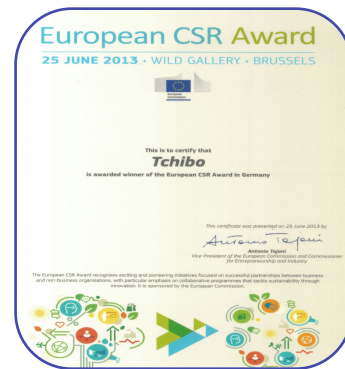 European CSR Award
25 JUNE 2013 • WILD GALLERY • BRUSSELS
European
Commission
This is to certify that
Tchibo
is awarded winner of the European CSR Award in Germany
This certificate was presented on 25 June 2013 by
Antonio Tajani
Antonio Tajani
Vice-President of the European Commission and Commissioner
for Entrepreneurship and Industry
The European CSR Award recognises exciting and pioneering initiatives focused on successful partnerships between business
and non-business organisations, with particular emphasis on collaborative programmes that tackle sustainability through
innovation. It is sponsored by the European Commission.